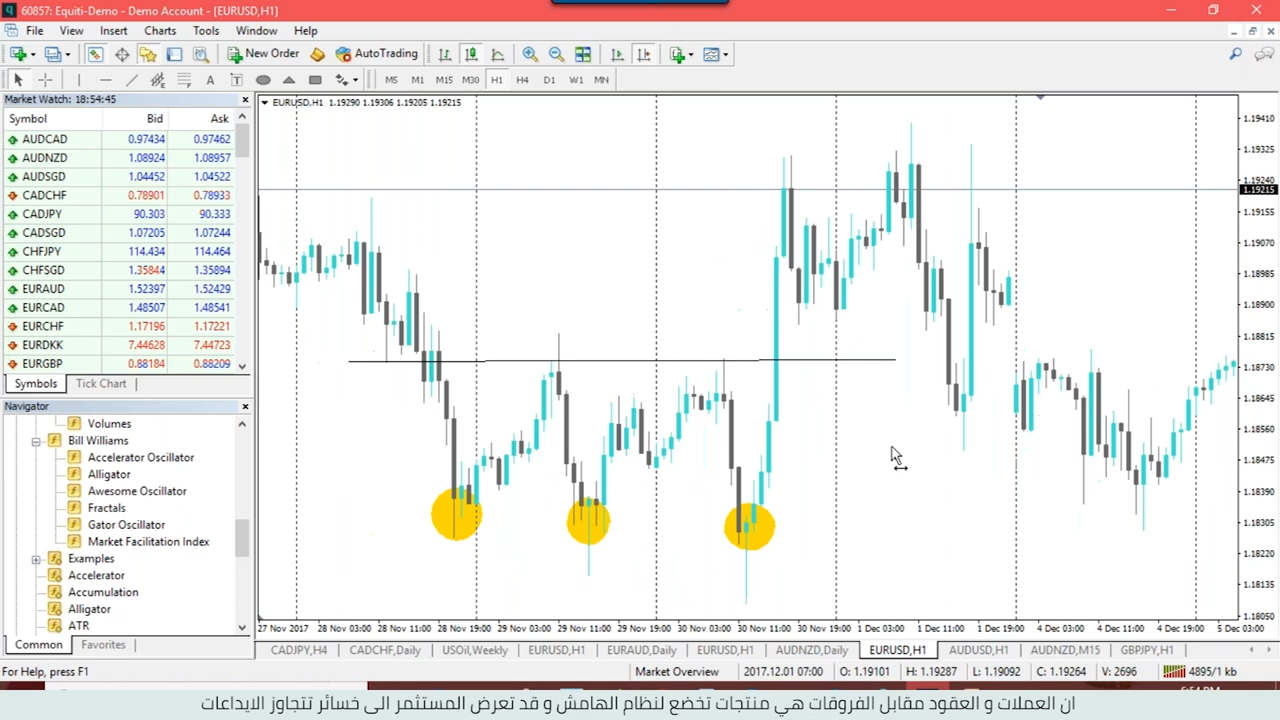 60857: Equiti-Demo - Demo Account - [EURUSD,H1]
File View Insert Charts Tools Window Help
New Order AutoTrading
M5 M1 M15 M30 H1 H4 D1 W1 MN
Market Watch: 18:54:45
Symbol Bid Ask
AUDCAD 0.97434 0.97462
AUDNZD 1.08924 1.08957
AUDSGD 1.04452 1.04522
CADCHF 0.78901 0.78933
CADJPY 90.303 90.333
CADSGD 1.07205 1.07244
CHFJPY 114.434 114.464
CHFSGD 1.35844 1.35894
EURAUD 1.52397 1.52429
EURCAD 1.48507 1.48541
EURCHF 1.17196 1.17221
EURDKK 7.44628 7.44723
EURGBP 0.88184 0.88209
Symbols Tick Chart
Navigator
Volumes
Bill Williams
Accelerator Oscillator
Alligator
Awesome Oscillator
Fractals
Gator Oscillator
Market Facilitation Index
Examples
Accelerator
Accumulation
Alligator
ATR
Common Favorites
EURUSD,H1 1.19290 1.19306 1.19205 1.19215
1.19410
1.19325
1.19240
1.19215
1.19155
1.19070
1.18985
1.18900
1.18815
1.18730
1.18645
1.18560
1.18475
1.18390
1.18305
1.18220
1.18135
1.18050
27 Nov 2017 28 Nov 03:00 28 Nov 11:00 28 Nov 19:00 29 Nov 03:00 29 Nov 11:00 29 Nov 19:00 30 Nov 03:00 30 Nov 11:00 30 Nov 19:00 1 Dec 03:00 1 Dec 11:00 1 Dec 19:00 4 Dec 03:00 4 Dec 11:00 4 Dec 19:00 5 Dec 03:00
CADJPY,H4 CADCHF,Daily USOil,Weekly EURUSD,H1 EURAUD,Daily EURUSD,H1 AUDNZD,Daily EURUSD,H1 AUDUSD,H1 AUDNZD,M15 GBPJPY,H1
For Help, press F1 Market Overview 2017.12.01 07:00 O: 1.19101 H: 1.19287 L: 1.19092 C: 1.19264 V: 2696 4895/1 kb
ان العملات و العقود مقابل الفروقات هي منتجات تخضع لنظام الهامش و قد تعرض المستثمر الى خسائر تتجاوز الايداعات